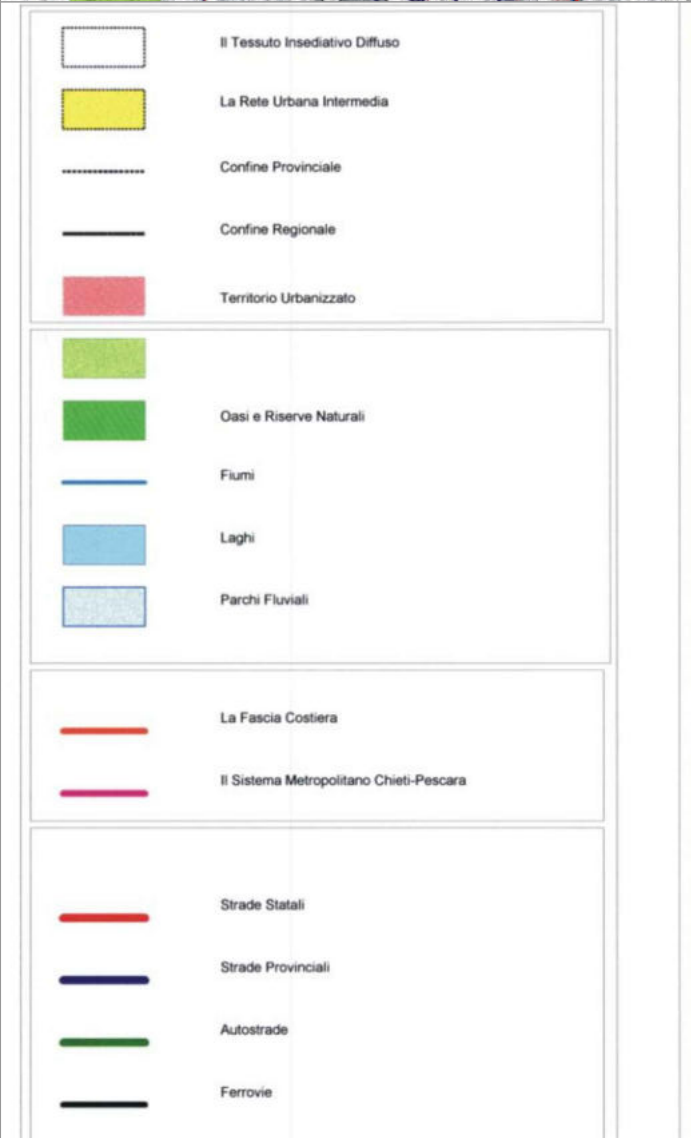 Il Tessuto Insediativo Diffuso
La Rete Urbana Intermedia
Confine Provinciale
Confine Regionale
Territorio Urbanizzato
Oasi e Riserve Naturali
Fiumi
Laghi
Parchi Fluviali
La Fascia Costiera
Il Sistema Metropolitano Chieti-Pescara
Strade Statali
Strade Provinciali
Autostrade
Ferrovie